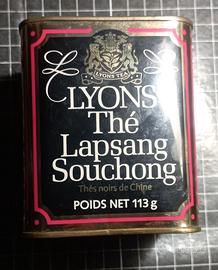 LYONS TEA
LYONS
Thé
Lapsang
Souchong
Thés noirs de Chine
POIDS NET 113 g